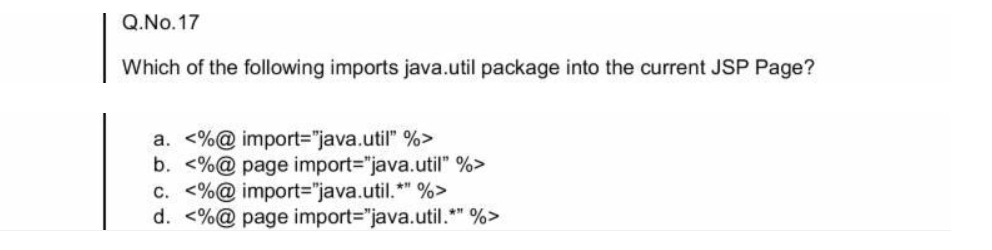 Q.No.17
Which of the following imports java.util package into the current JSP Page?
a. <%@ import=”java.util” %>
b. <%@ page import=”java.util” %>
c. <%@ import=”java.util.*” %>
d. <%@ page import=”java.util.*” %>